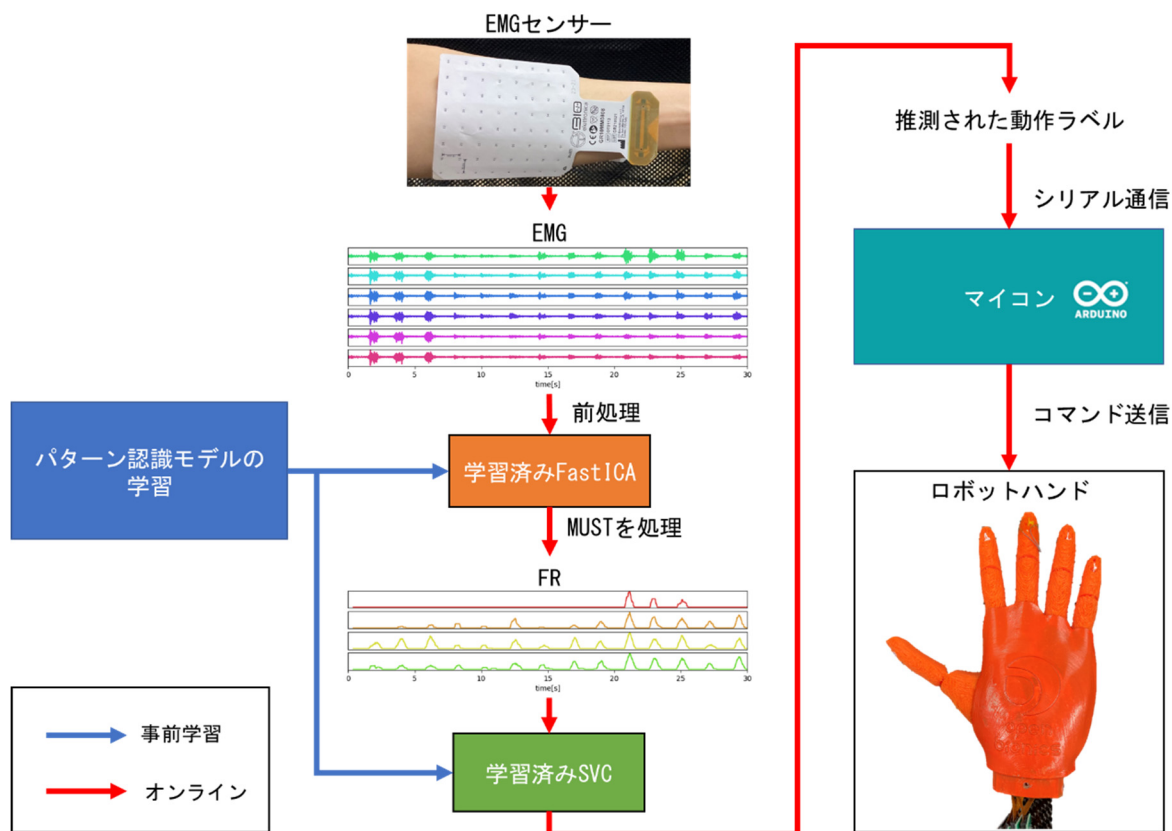 EMGセンサー
EMG
0 5 10 15 20 25 30
time[s]
前処理
パターン認識モデルの
学習
学習済みFastICA
MUSTを処理
FR
0 5 10 15 20 25 30
time[s]
学習済みSVC
事前学習
オンライン
推測された動作ラベル
シリアル通信
マイコン
ARDUINO
コマンド送信
ロボットハンド